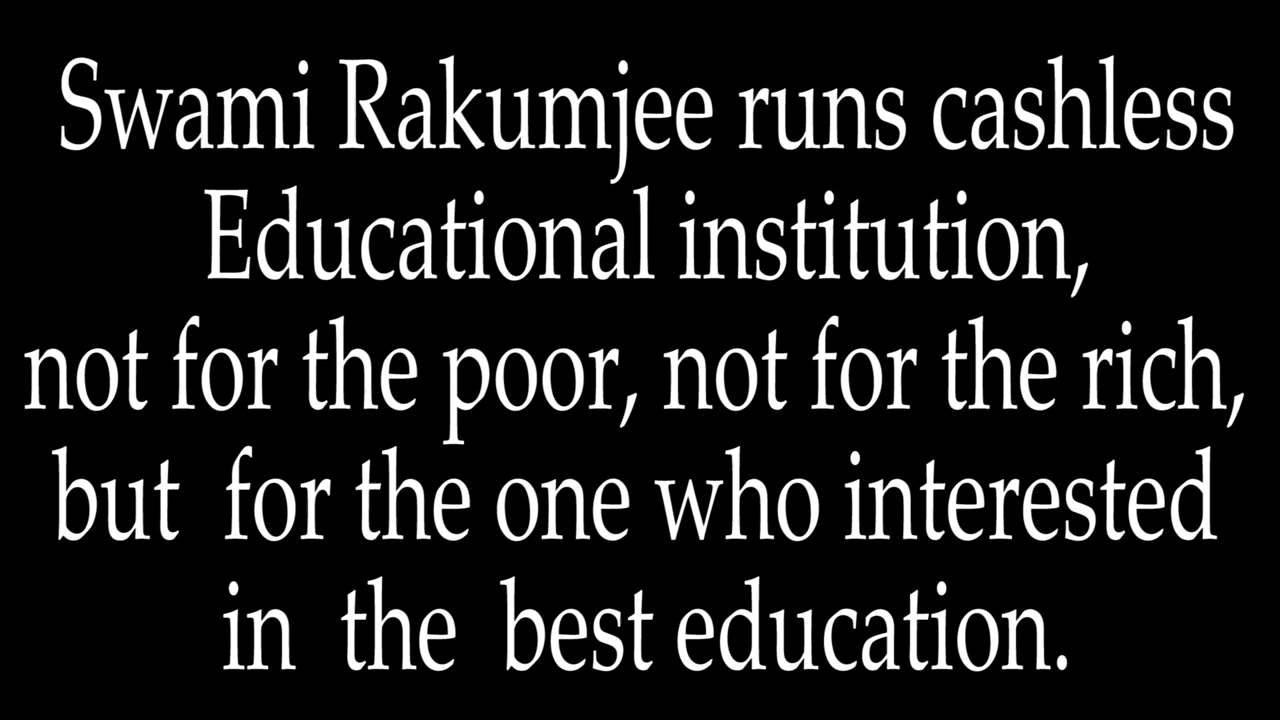 Swami Rakumjee runs cashless
Educational institution,
not for the poor, not for the rich,
but for the one who interested
in the best education.